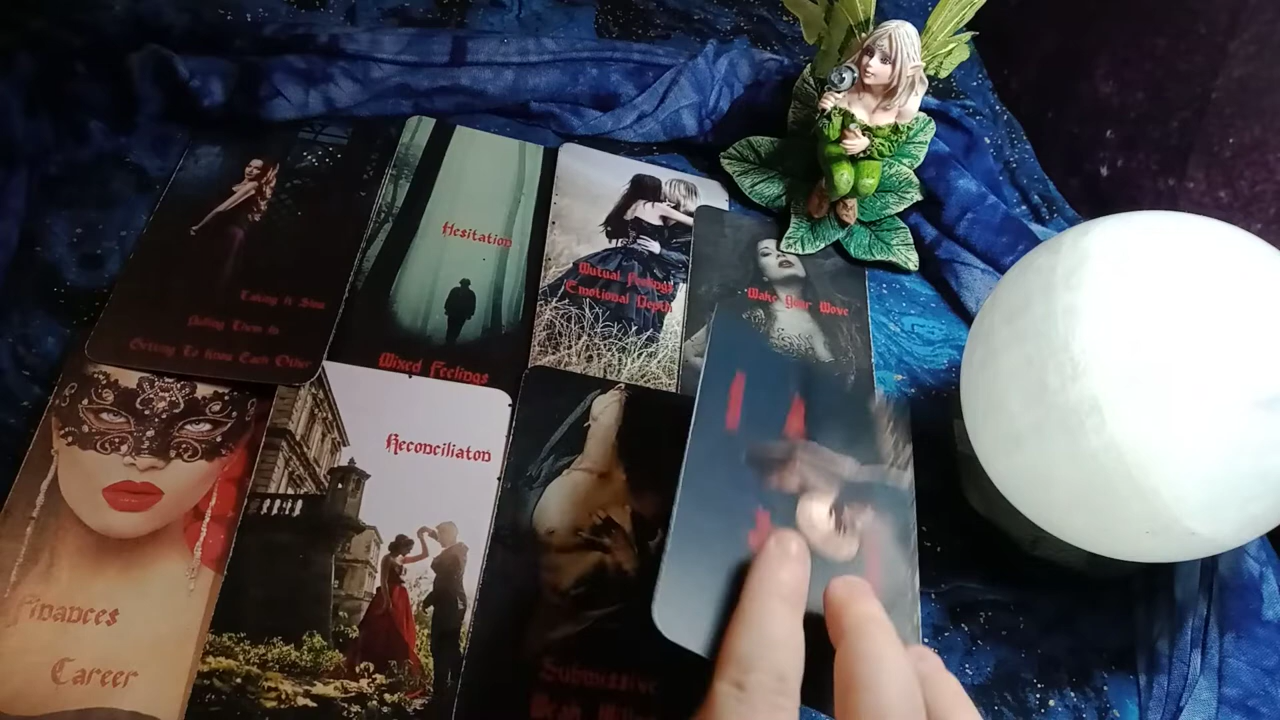 Taking It Slow
Getting To Know Each Other
Hesitation
Mixed Feelings
Mutual Feelings
Emotional Depth
Make Your Move
Finances
Career
Reconciliaton
Submissive